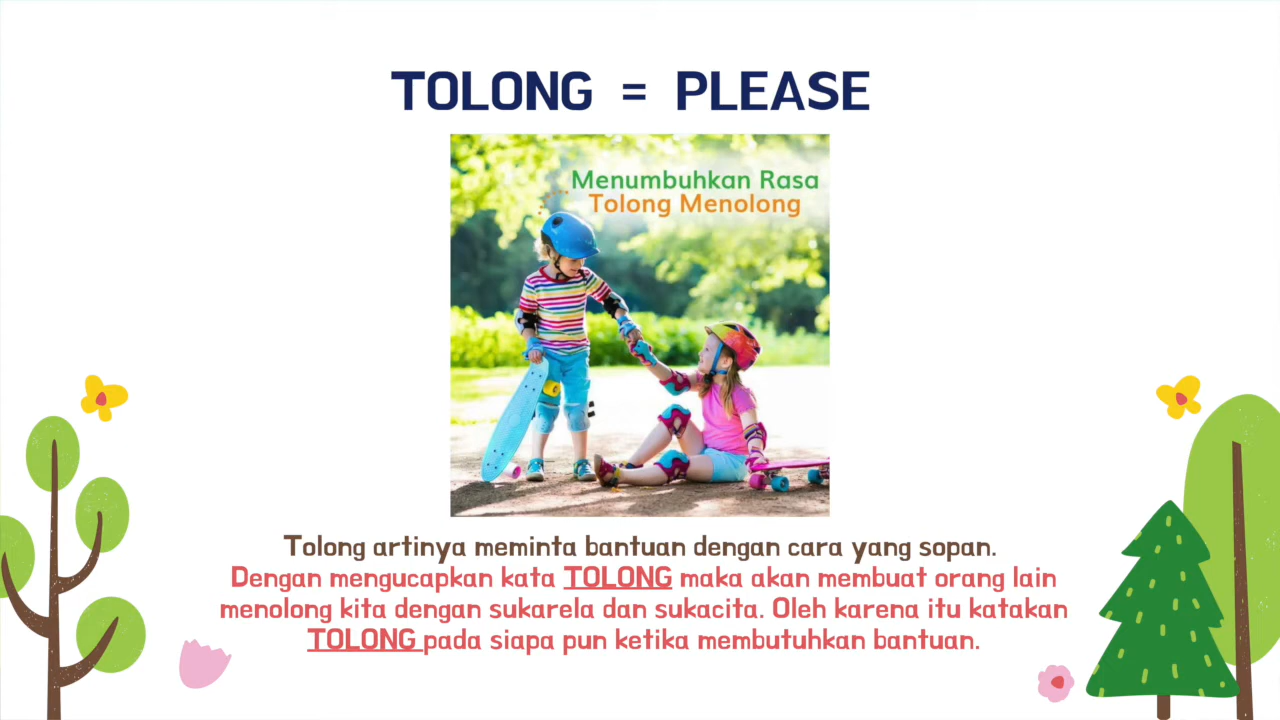 TOLONG = PLEASE
Menumbuhkan Rasa
Tolong Menolong
Tolong artinya meminta bantuan dengan cara yang sopan.
Dengan mengucapkan kata TOLONG maka akan membuat orang lain
menolong kita dengan sukarela dan sukacita. Oleh karena itu katakan
TOLONG pada siapa pun ketika membutuhkan bantuan.